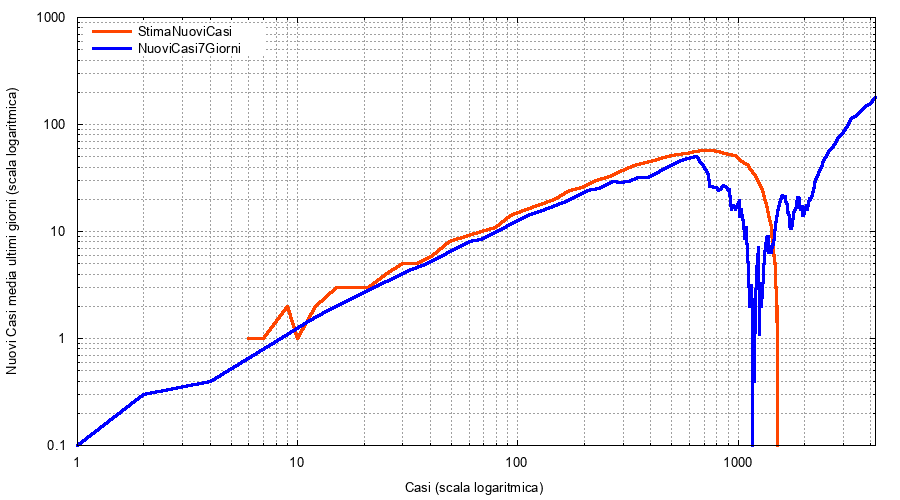 1000
100
10
1
0.1
1
10
100
1000
StimaNuoviCasi
NuoviCasi7Giorni
Nuovi Casi media ultimi giorni (scala logaritmica)
Casi (scala logaritmica)